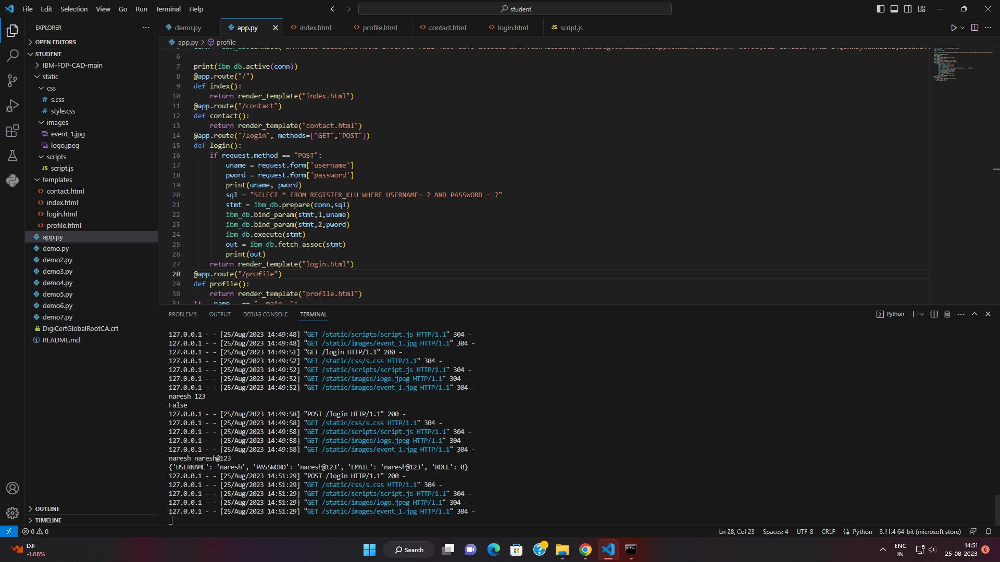 File Edit Selection View Go Run Terminal Help
student
EXPLORER
demo.py app.py index.html profile.html contact.html login.html JS script.js
app.py > profile
OPEN EDITORS
STUDENT
IBM-FDP-CAD-main
static
css
# s.css
# style.css
images
event_1.jpg
logo.jpeg
scripts
JS script.js
templates
contact.html
index.html
login.html
profile.html
app.py
demo.py
demo2.py
demo3.py
demo4.py
demo5.py
demo6.py
demo7.py
DigiCertGlobalRootCA.crt
README.md
OUTLINE
TIMELINE
6
7 print(ibm_db.active(conn))
8 @app.route("/")
9 def index():
10 return render_template("index.html")
11 @app.route("/contact")
12 def contact():
13 return render_template("contact.html")
14 @app.route("/login", methods=["GET","POST"])
15 def login():
16 if request.method == "POST":
17 uname = request.form['username']
18 pword = request.form['password']
19 print(uname, pword)
20 sql = "SELECT * FROM REGISTER_KLU WHERE USERNAME= ? AND PASSWORD = ?"
21 stmt = ibm_db.prepare(conn,sql)
22 ibm_db.bind_param(stmt,1,uname)
23 ibm_db.bind_param(stmt,2,pword)
24 ibm_db.execute(stmt)
25 out = ibm_db.fetch_assoc(stmt)
26 print(out)
27 return render_template("login.html")
28 @app.route("/profile")
29 def profile():
30 return render_template("profile.html")
31 if __name__ == "__main__":
PROBLEMS OUTPUT DEBUG CONSOLE TERMINAL
Python
127.0.0.1 - - [25/Aug/2023 14:49:48] "GET /static/scripts/script.js HTTP/1.1" 304 -
127.0.0.1 - - [25/Aug/2023 14:49:48] "GET /static/images/event_1.jpg HTTP/1.1" 304 -
127.0.0.1 - - [25/Aug/2023 14:49:51] "GET /login HTTP/1.1" 200 -
127.0.0.1 - - [25/Aug/2023 14:49:52] "GET /static/css/s.css HTTP/1.1" 304 -
127.0.0.1 - - [25/Aug/2023 14:49:52] "GET /static/scripts/script.js HTTP/1.1" 304 -
127.0.0.1 - - [25/Aug/2023 14:49:52] "GET /static/images/logo.jpeg HTTP/1.1" 304 -
127.0.0.1 - - [25/Aug/2023 14:49:52] "GET /static/images/event_1.jpg HTTP/1.1" 304 -
naresh 123
False
127.0.0.1 - - [25/Aug/2023 14:49:58] "POST /login HTTP/1.1" 200 -
127.0.0.1 - - [25/Aug/2023 14:49:58] "GET /static/css/s.css HTTP/1.1" 304 -
127.0.0.1 - - [25/Aug/2023 14:49:58] "GET /static/scripts/script.js HTTP/1.1" 304 -
127.0.0.1 - - [25/Aug/2023 14:49:58] "GET /static/images/logo.jpeg HTTP/1.1" 304 -
127.0.0.1 - - [25/Aug/2023 14:49:58] "GET /static/images/event_1.jpg HTTP/1.1" 304 -
naresh naresh@123
{'USERNAME': 'naresh', 'PASSWORD': 'naresh@123', 'EMAIL': 'naresh@123', 'ROLE': 0}
127.0.0.1 - - [25/Aug/2023 14:51:29] "POST /login HTTP/1.1" 200 -
127.0.0.1 - - [25/Aug/2023 14:51:29] "GET /static/css/s.css HTTP/1.1" 304 -
127.0.0.1 - - [25/Aug/2023 14:51:29] "GET /static/scripts/script.js HTTP/1.1" 304 -
127.0.0.1 - - [25/Aug/2023 14:51:29] "GET /static/images/logo.jpeg HTTP/1.1" 304 -
127.0.0.1 - - [25/Aug/2023 14:51:29] "GET /static/images/event_1.jpg HTTP/1.1" 304 -
0 0
Ln 28, Col 23 Spaces: 4 UTF-8 CRLF Python 3.11.4 64-bit (microsoft store)
DJI
-1.08%
Search
ENG
IN
14:51
25-08-2023
6